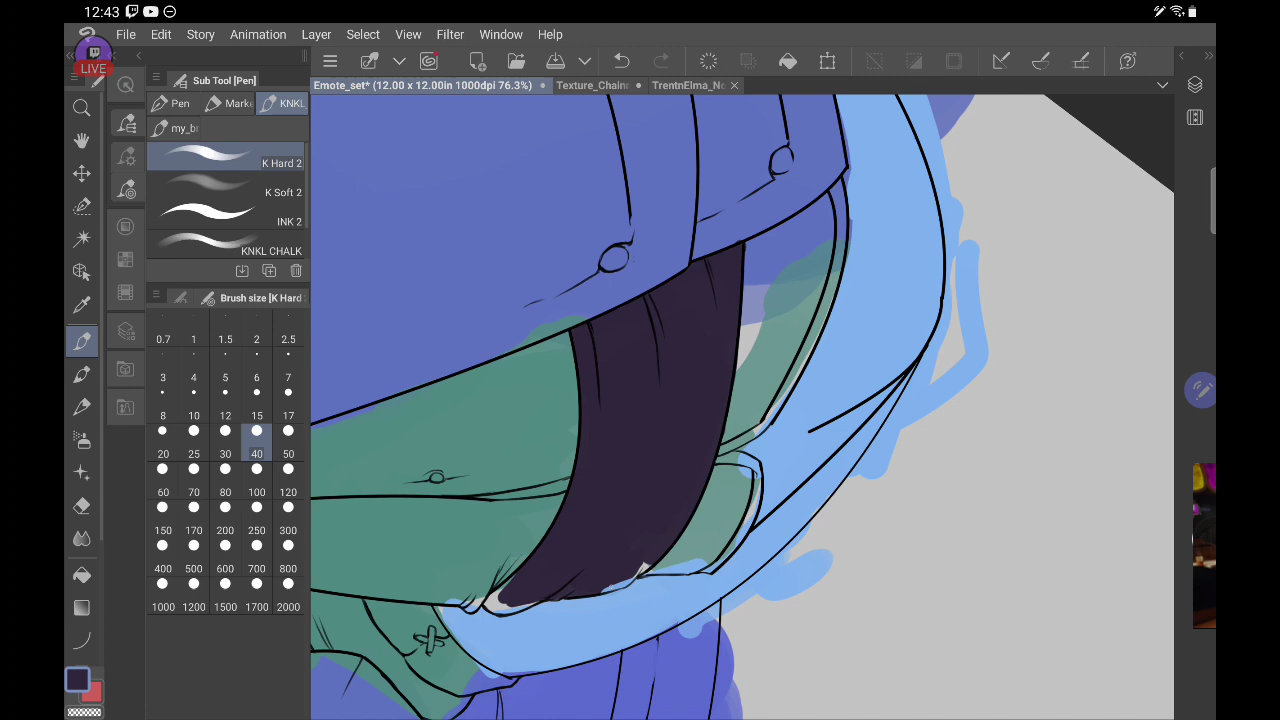 12:43
File Edit Story Animation Layer Select View Filter Window Help
LIVE
Sub Tool [Pen]
Emote_set* (12.00 x 12.00in 1000dpi 76.3%)
Texture_Chainm
TrentnElma_No
Pen Marke KNKL
my_br
K Hard 2
K Soft 2
INK 2
KNKL CHALK
Brush size [K Hard
0.7 1 1.5 2 2.5
3 4 5 6 7
8 10 12 15 17
20 25 30 40 50
60 70 80 100 120
150 170 200 250 300
400 500 600 700 800
1000 1200 1500 1700 2000